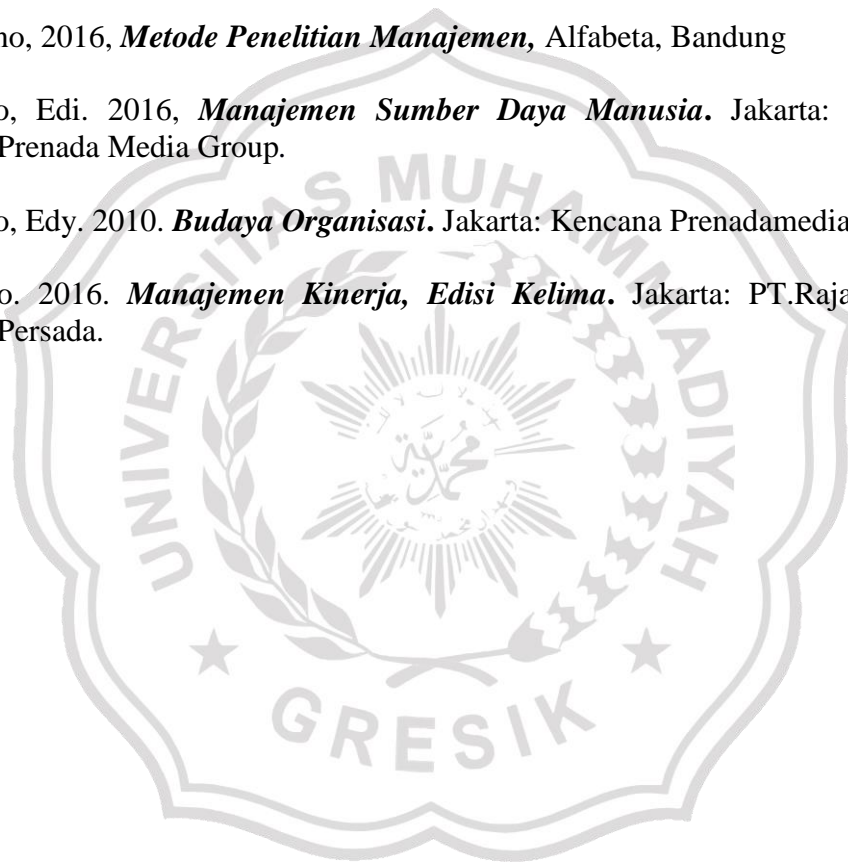 no, 2016, Metode Penelitian Manajemen, Alfabeta, Bandung
o, Edi. 2016, Manajemen Sumber Daya Manusia. Jakarta:
Prenada Media Group.
o, Edy. 2010. Budaya Organisasi. Jakarta: Kencana Prenadamedia
o. 2016. Manajemen Kinerja, Edisi Kelima. Jakarta: PT.Raja
Persada.
UNIVERSITAS MUHAMMADIYAH
GRESIK